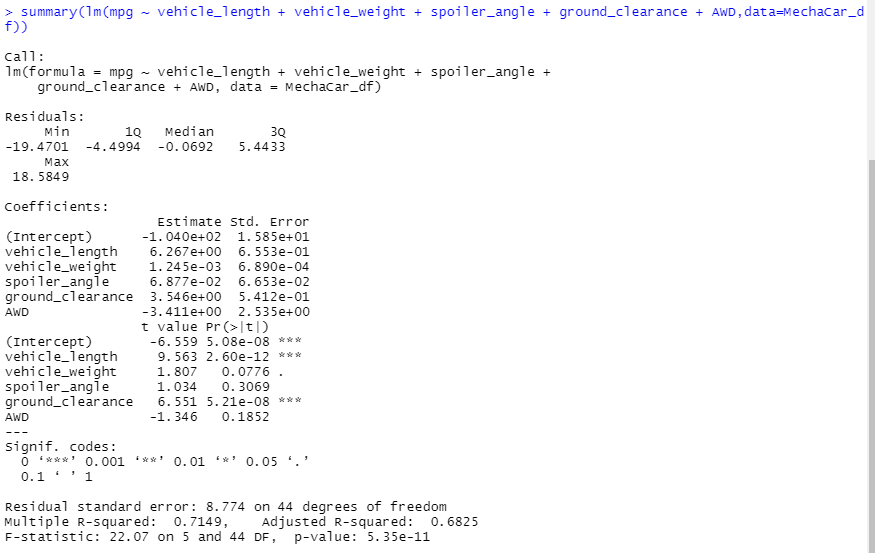 > summary(lm(mpg ~ vehicle_length + vehicle_weight + spoiler_angle + ground_clearance + AWD,data=MechaCar_d
f))
Call:
lm(formula = mpg ~ vehicle_length + vehicle_weight + spoiler_angle +
    ground_clearance + AWD, data = MechaCar_df)
Residuals:
     Min       1Q   Median       3Q
-19.4701  -4.4994  -0.0692   5.4433
     Max
 18.5849
Coefficients:
                   Estimate Std. Error
(Intercept)      -1.040e+02  1.585e+01
vehicle_length    6.267e+00  6.553e-01
vehicle_weight    1.245e-03  6.890e-04
spoiler_angle     6.877e-02  6.653e-02
ground_clearance  3.546e+00  5.412e-01
AWD              -3.411e+00  2.535e+00
                 t value Pr(>|t|)
(Intercept)       -6.559 5.08e-08 ***
vehicle_length     9.563 2.60e-12 ***
vehicle_weight     1.807   0.0776 .
spoiler_angle      1.034   0.3069
ground_clearance   6.551 5.21e-08 ***
AWD               -1.346   0.1852
---
Signif. codes:
  0 ‘***’ 0.001 ‘**’ 0.01 ‘*’ 0.05 ‘.’
  0.1 ‘ ’ 1
Residual standard error: 8.774 on 44 degrees of freedom
Multiple R-squared:  0.7149,    Adjusted R-squared:  0.6825
F-statistic: 22.07 on 5 and 44 DF,  p-value: 5.35e-11